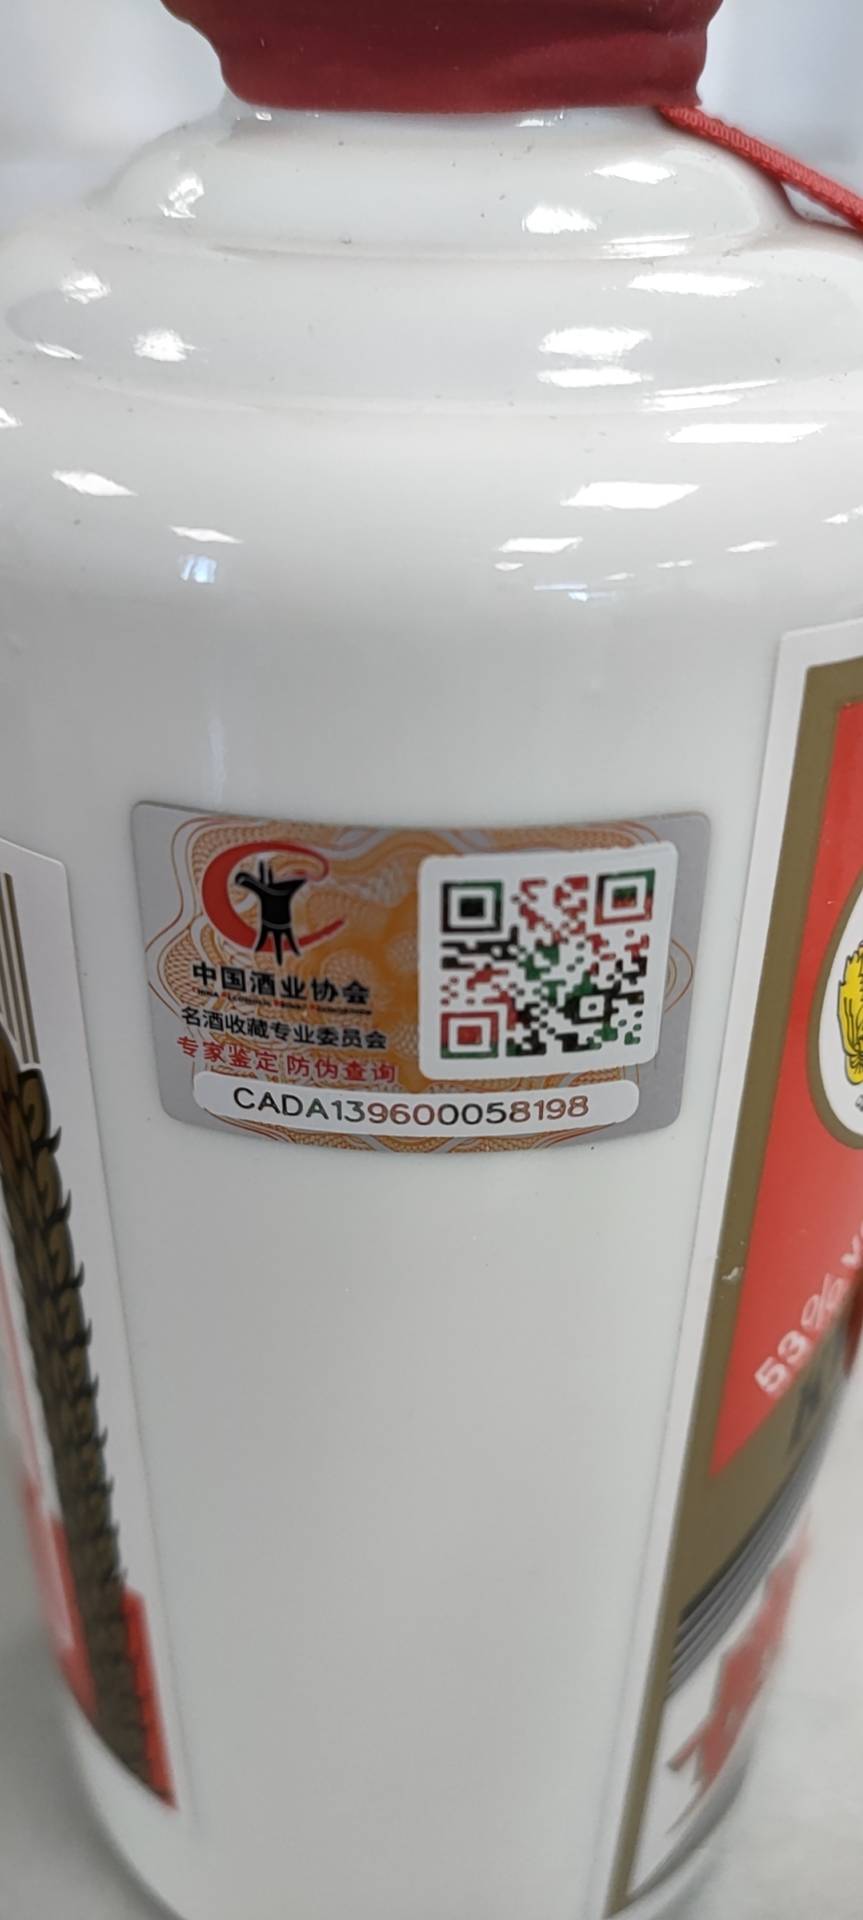 中国酒业协会
名酒收藏专业委员会
专家鉴定 防伪查询
CADA139600058198
53%